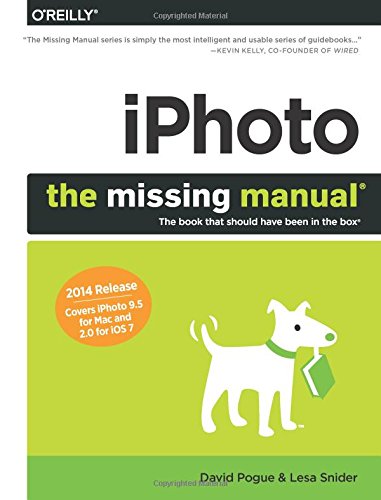 O'REILLY®
"The Missing Manual series is simply the most intelligent and usable series of guidebooks..."
—KEVIN KELLY, CO-FOUNDER OF WIRED
iPhoto
the missing manual®
The book that should have been in the box®
2014 Release
Covers iPhoto 9.5
for Mac and
2.0 for iOS 7
David Pogue & Lesa Snider